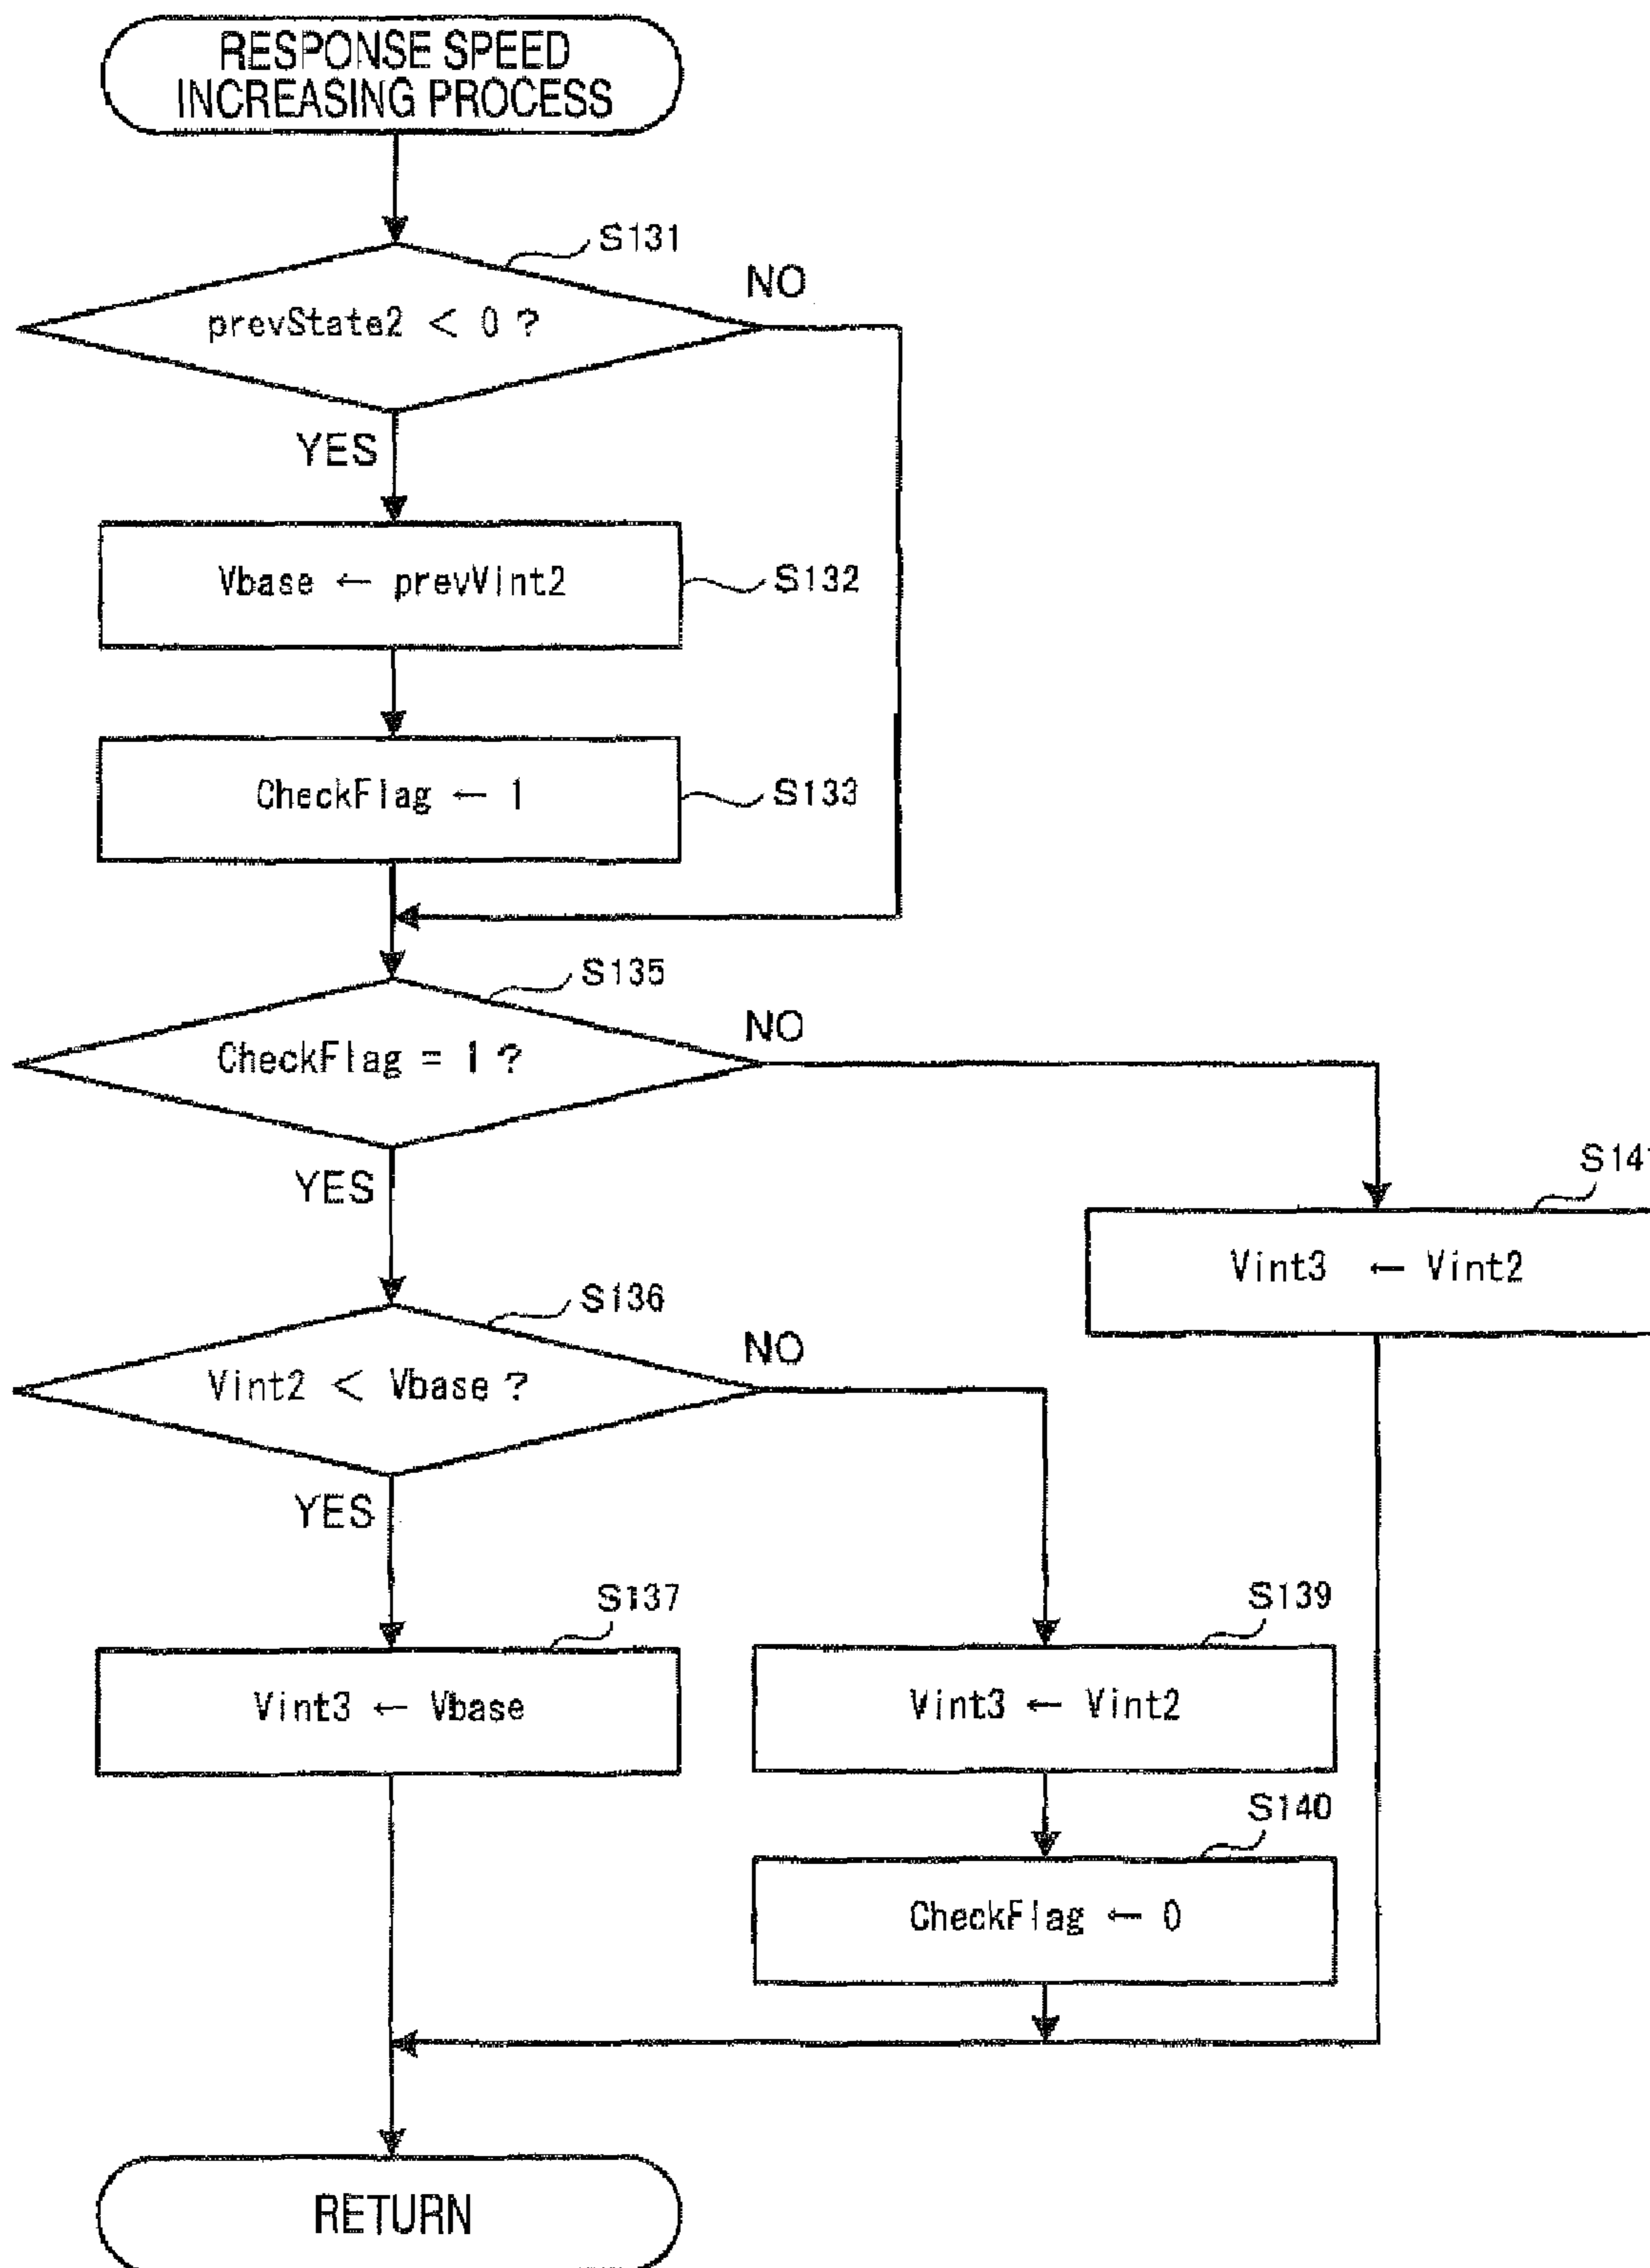 RESPONSE SPEED
INCREASING PROCESS
S131
prevState2 < 0 ?
NO
YES
Vbase ← prevVint2
S132
CheckFlag ← 1
S133
S135
CheckFlag = 1 ?
NO
YES
S141
Vint3 ← Vint2
S136
Vint2 < Vbase ?
NO
YES
S137
Vint3 ← Vbase
S139
Vint3 ← Vint2
S140
CheckFlag ← 0
RETURN